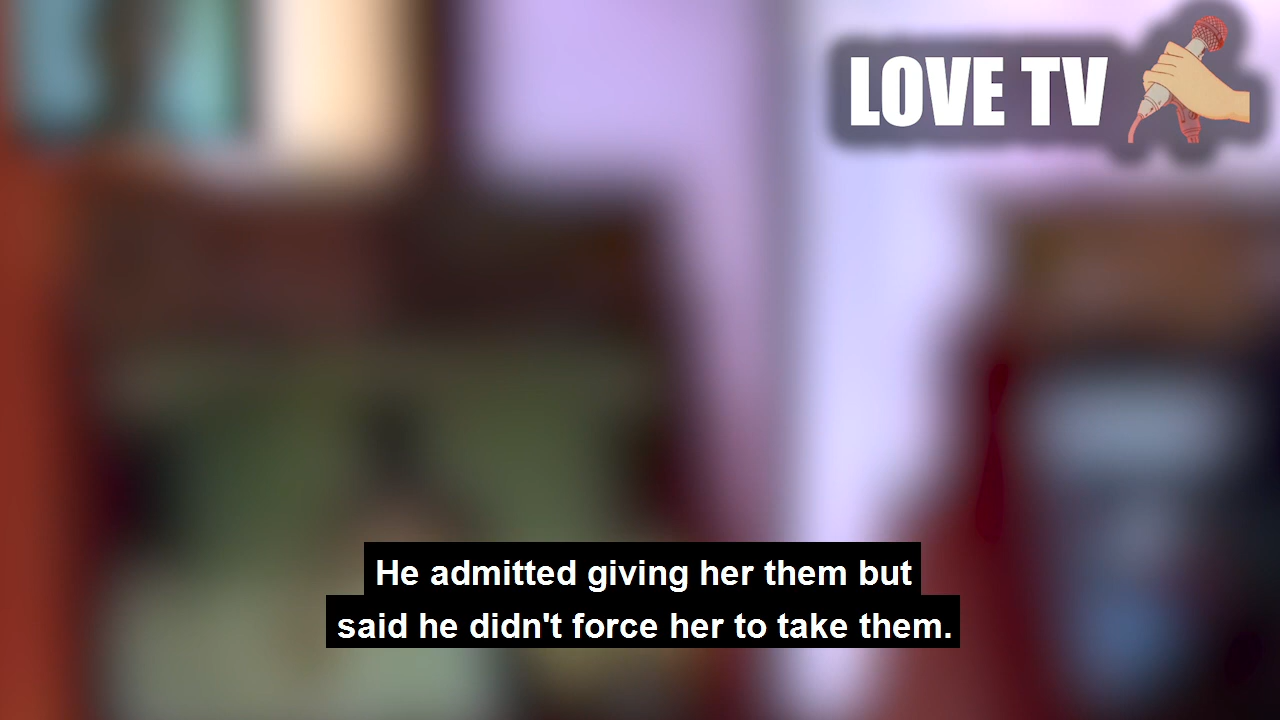 LOVE TV
He admitted giving her them but
said he didn't force her to take them.